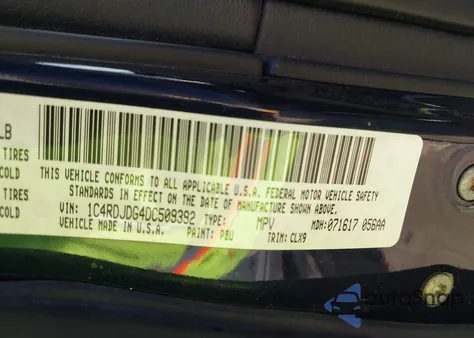 LB
TIRES
COLD
THIS VEHICLE CONFORMS TO ALL APPLICABLE U.S.A. FEDERAL MOTOR VEHICLE SAFETY
STANDARDS IN EFFECT ON THE DATE OF MANUFACTURE SHOWN ABOVE.
TIRES
COLD
VIN: 1C4RDJDG4DC509392 TYPE: MPV MDH: 071617 056AA
VEHICLE MADE IN U.S.A. PAINT: PBU TRIM: CLX9
autoSnap